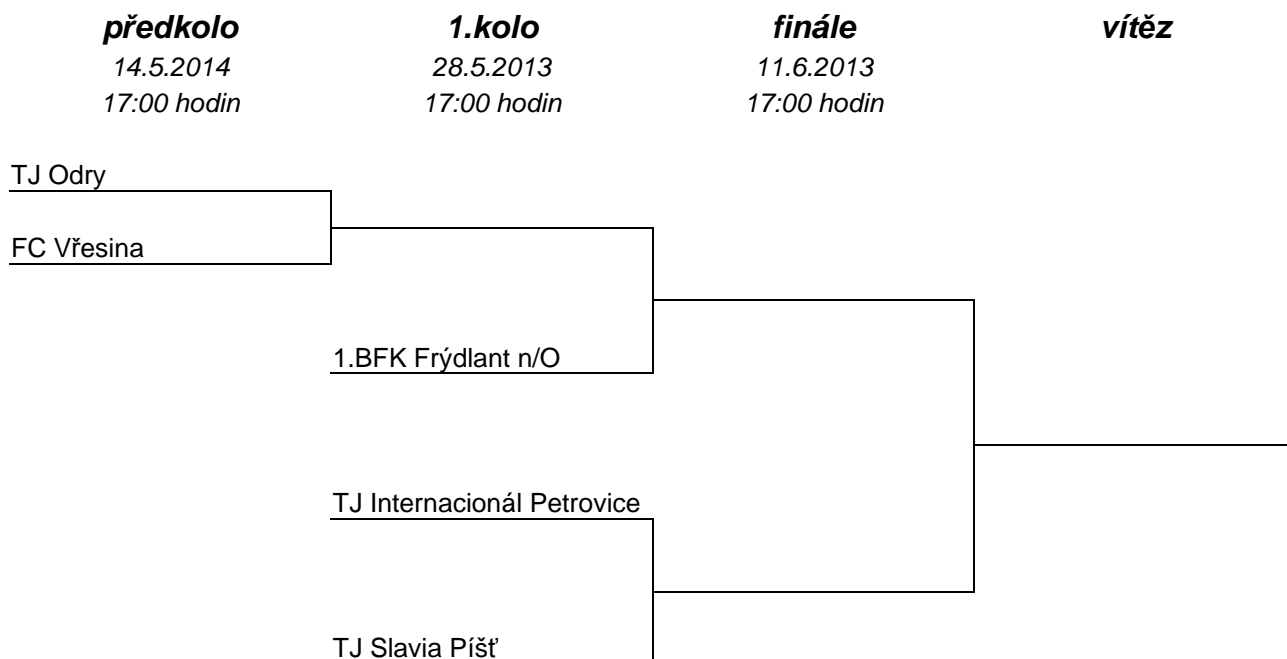 předkolo 1.kolo finále vítěz
14.5.2014 28.5.2013 11.6.2013
17:00 hodin 17:00 hodin 17:00 hodin
TJ Odry
FC Vřesina
1.BFK Frýdlant n/O
TJ Internacionál Petrovice
TJ Slavia Píšť